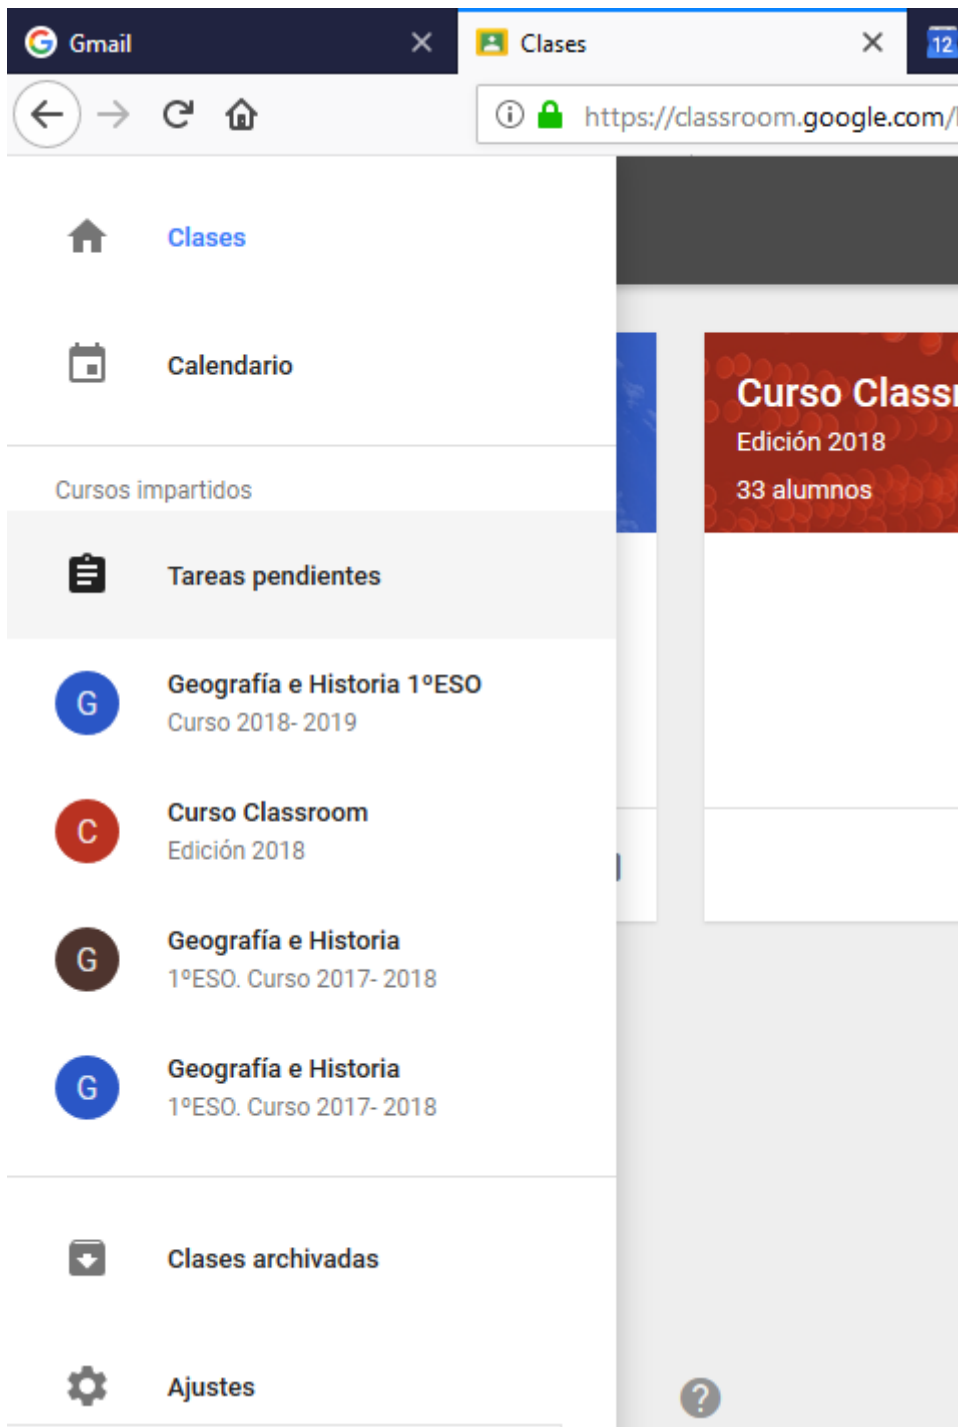 Gmail
Clases
12
https://classroom.google.com/
Clases
Calendario
Cursos impartidos
Tareas pendientes
G
Geografía e Historia 1ºESO
Curso 2018- 2019
C
Curso Classroom
Edición 2018
G
Geografía e Historia
1ºESO. Curso 2017- 2018
G
Geografía e Historia
1ºESO. Curso 2017- 2018
Clases archivadas
Ajustes
Curso Class
Edición 2018
33 alumnos
?